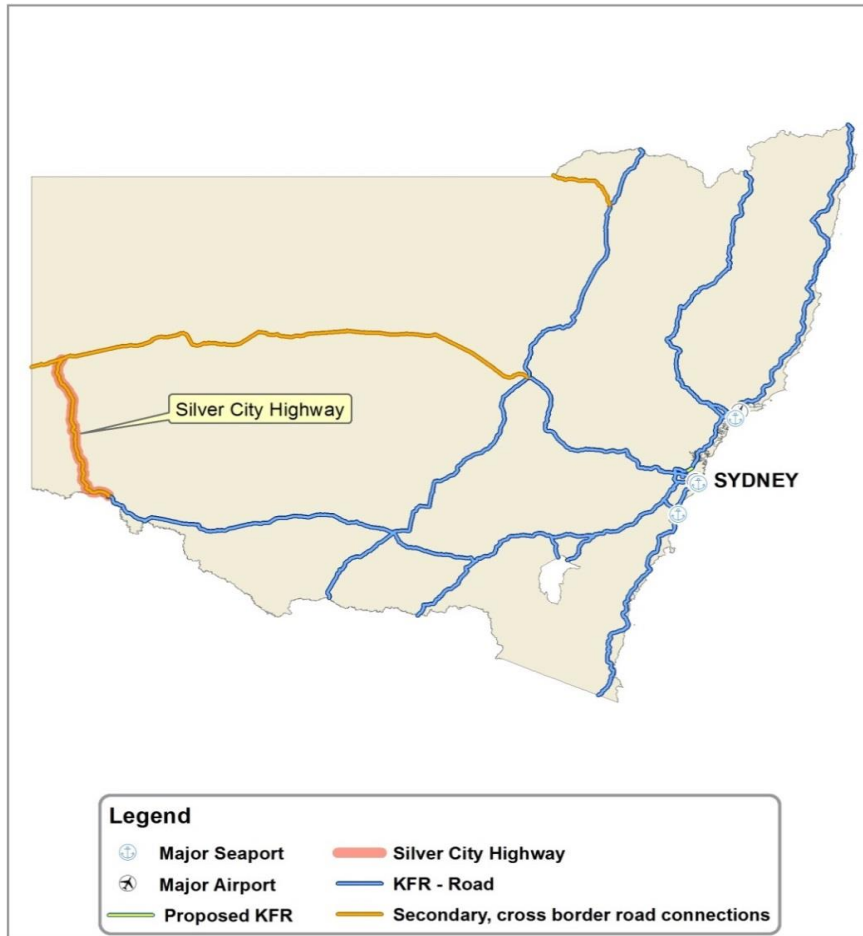 Silver City Highway
SYDNEY
Legend
Major Seaport
Silver City Highway
Major Airport
KFR - Road
Proposed KFR
Secondary, cross border road connections